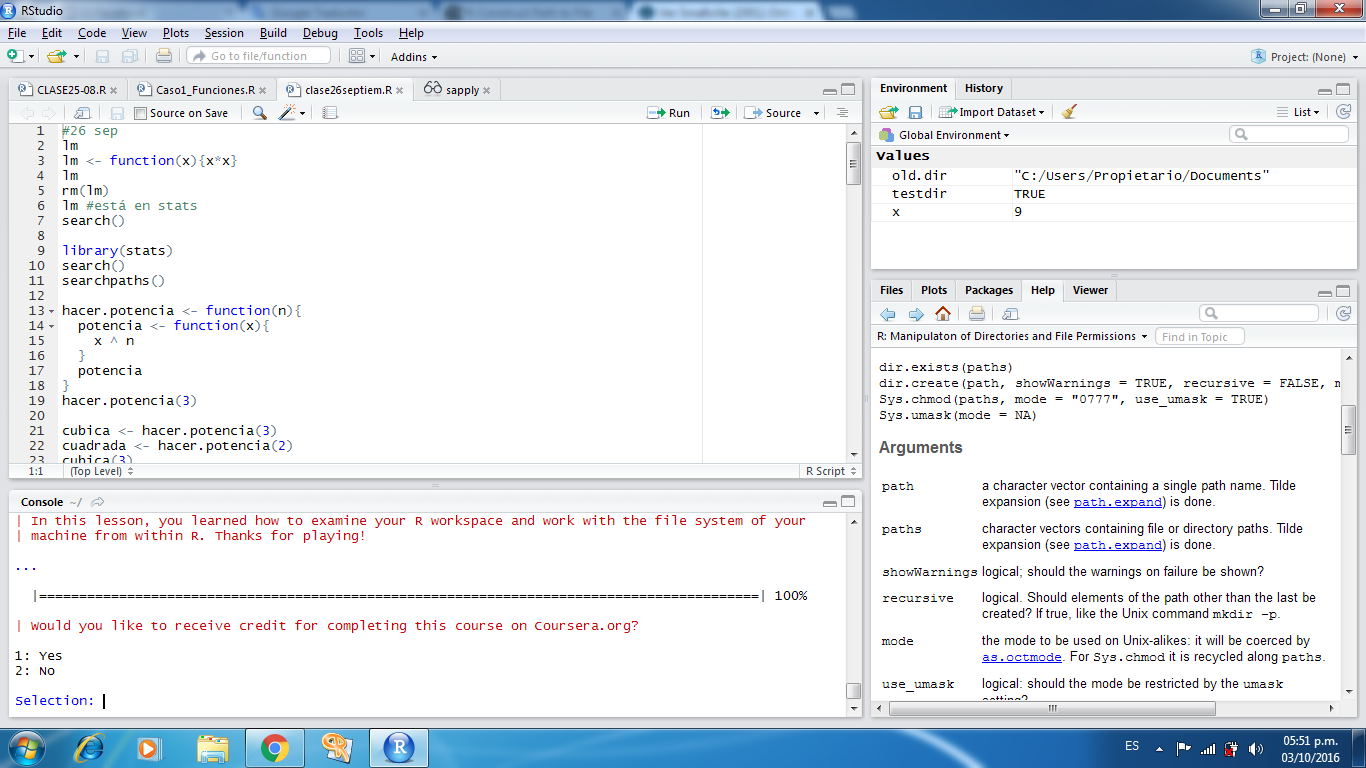 RStudio
File Edit Code View Plots Session Build Debug Tools Help
Go to file/function Addins Project: (None)
CLASE25-08.R Caso1_Funciones.R clase26septiem.R sapply
Source on Save Run Source
1 #26 sep
2 lm
3 lm <- function(x){x*x}
4 lm
5 rm(lm)
6 lm #está en stats
7 search()
8
9 library(stats)
10 search()
11 searchpaths()
12
13 hacer.potencia <- function(n){
14 potencia <- function(x){
15 x ^ n
16 }
17 potencia
18 }
19 hacer.potencia(3)
20
21 cubica <- hacer.potencia(3)
22 cuadrada <- hacer.potencia(2)
23 cubica(3)
1:1 (Top Level) R Script
Console ~/
| In this lesson, you learned how to examine your R workspace and work with the file system of your
| machine from within R. Thanks for playing!
...
|==========================================================================================| 100%
| Would you like to receive credit for completing this course on Coursera.org?
1: Yes
2: No
Selection:
Environment History
Import Dataset List
Global Environment
Values
old.dir "C:/Users/Propietario/Documents"
testdir TRUE
x 9
Files Plots Packages Help Viewer
R: Manipulaton of Directories and File Permissions Find in Topic
dir.exists(paths)
dir.create(path, showWarnings = TRUE, recursive = FALSE, m
Sys.chmod(paths, mode = "0777", use_umask = TRUE)
Sys.umask(mode = NA)
Arguments
path a character vector containing a single path name. Tilde
expansion (see path.expand) is done.
paths character vectors containing file or directory paths. Tilde
expansion (see path.expand) is done.
showWarnings logical; should the warnings on failure be shown?
recursive logical. Should elements of the path other than the last be
created? If true, like the Unix command mkdir -p.
mode the mode to be used on Unix-alikes: it will be coerced by
as.octmode. For Sys.chmod it is recycled along paths.
use_umask logical: should the mode be restricted by the umask
setting?
ES 05:51 p.m.
03/10/2016